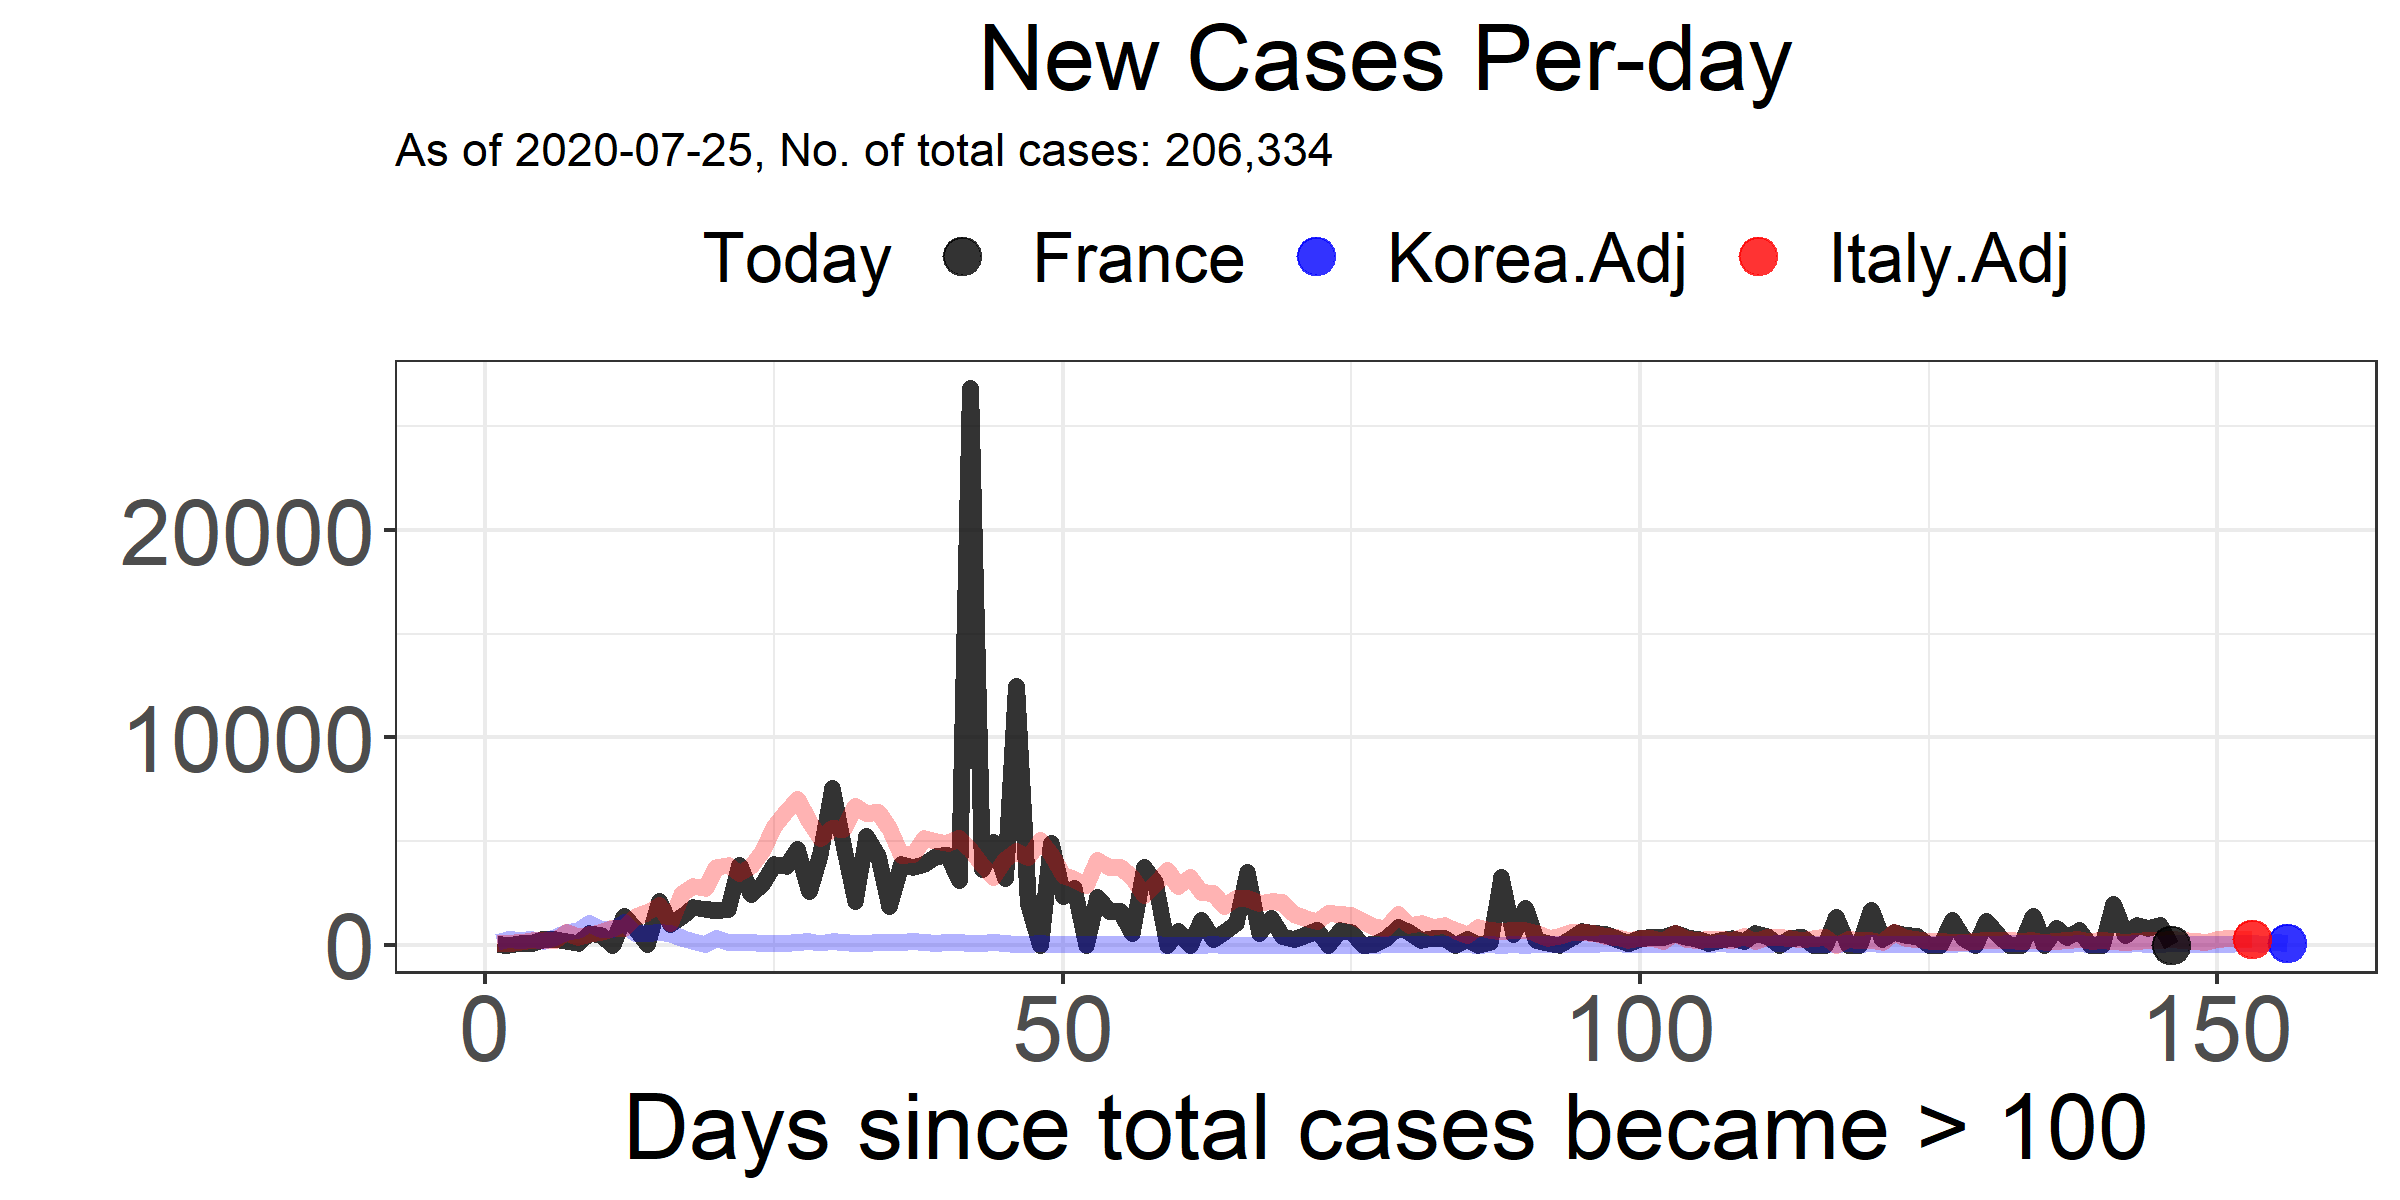 New Cases Per-day
As of 2020-07-25, No. of total cases: 206,334
Today France Korea.Adj Italy.Adj
20000
10000
0
0 50 100 150
Days since total cases became > 100